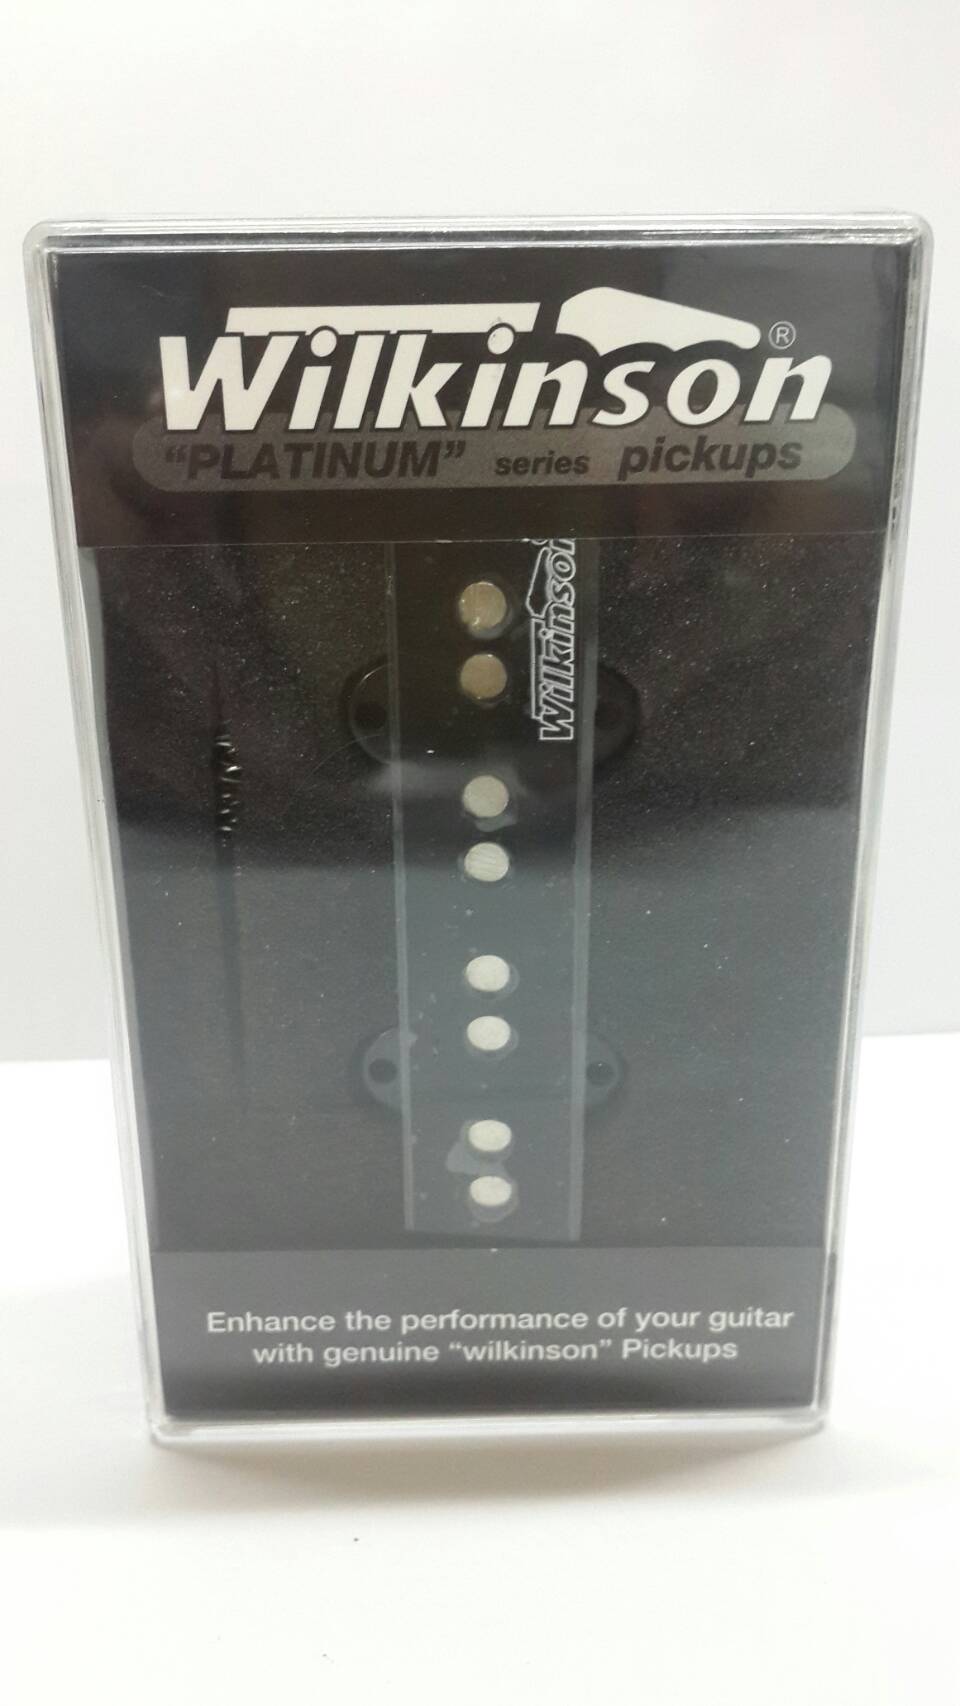 Wilkinson®
"PLATINUM" series pickups
Wilkinson
Enhance the performance of your guitar
with genuine "wilkinson" Pickups